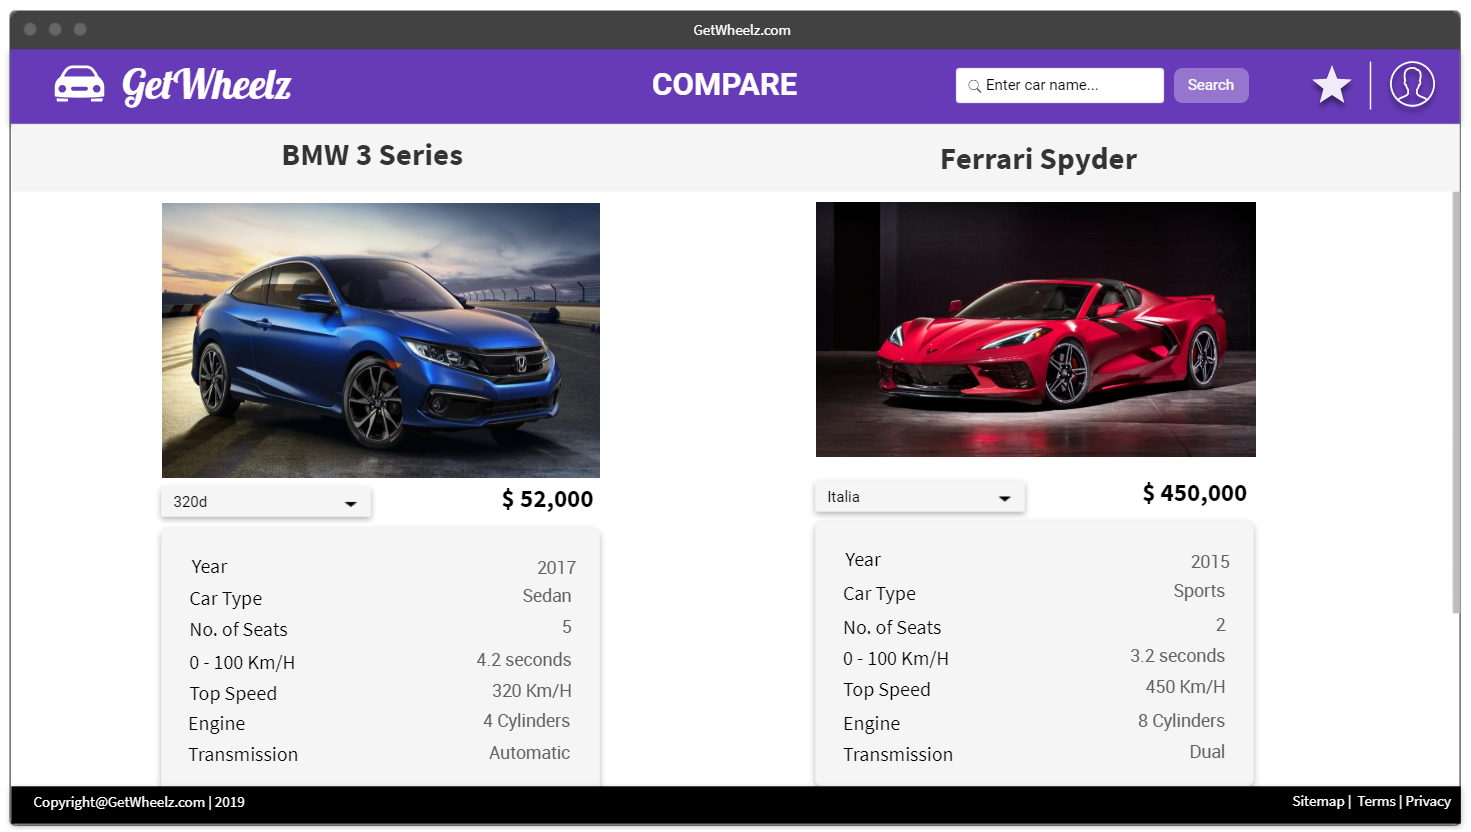 GetWheelz.com
GetWheelz
COMPARE
Enter car name...
Search
BMW 3 Series
Ferrari Spyder
320d
$ 52,000
Italia
$ 450,000
Year 2017
Car Type Sedan
No. of Seats 5
0 - 100 Km/H 4.2 seconds
Top Speed 320 Km/H
Engine 4 Cylinders
Transmission Automatic
Year 2015
Car Type Sports
No. of Seats 2
0 - 100 Km/H 3.2 seconds
Top Speed 450 Km/H
Engine 8 Cylinders
Transmission Dual
Copyright@GetWheelz.com | 2019
Sitemap | Terms | Privacy